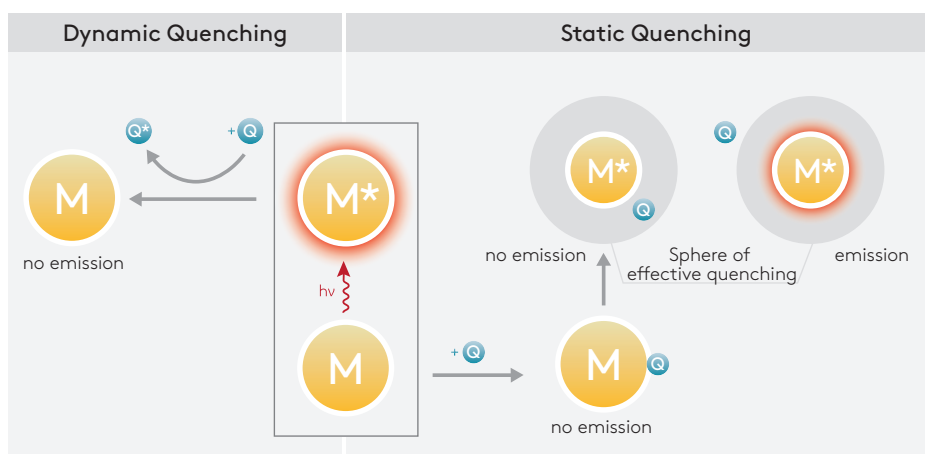 Dynamic Quenching
Static Quenching
Q*
+ Q
M
M*
no emission
hv
M
+ Q
M* Q
no emission
Q M*
emission
Sphere of
effective quenching
M Q
no emission